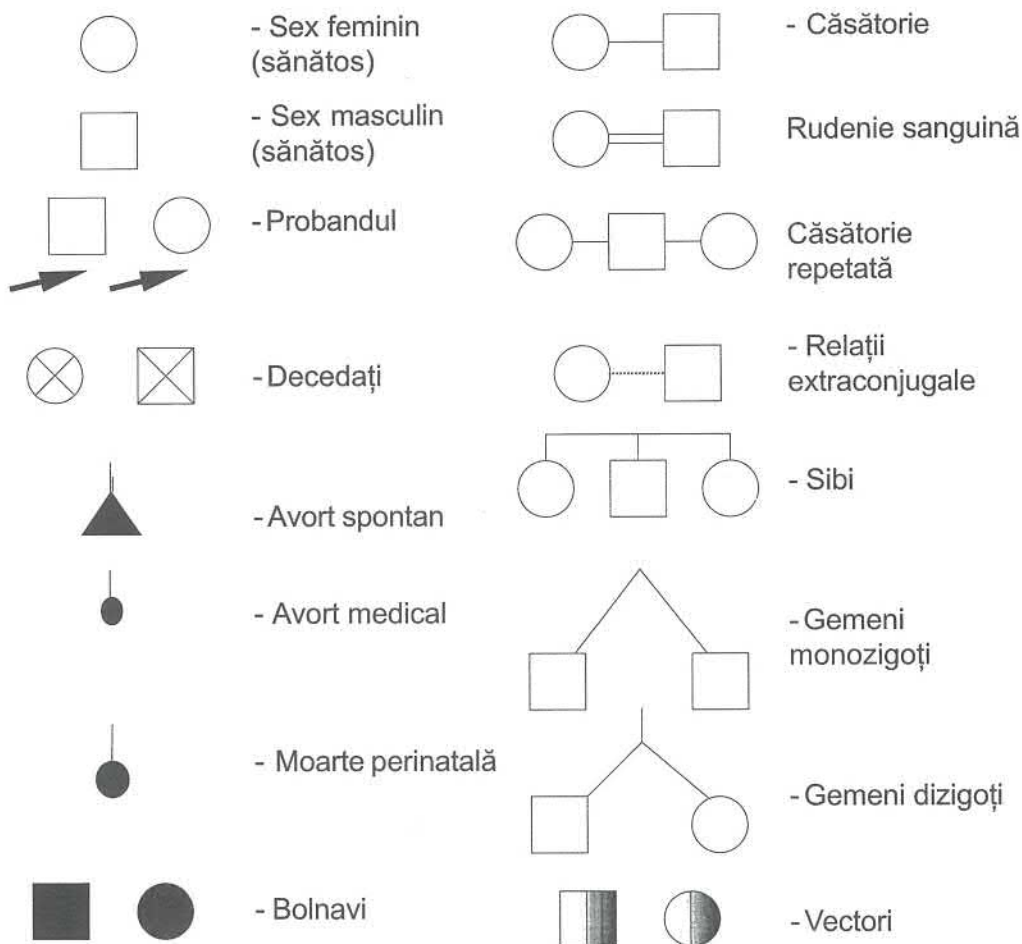 - Sex feminin
(sănătos)
- Sex masculin
(sănătos)
- Probandul
- Decedați
- Avort spontan
- Avort medical
- Moarte perinatală
- Bolnavi
- Căsătorie
Rudenie sanguină
Căsătorie
repetată
- Relații
extraconjugale
- Sibi
- Gemeni
monozigoți
- Gemeni dizigoți
- Vectori